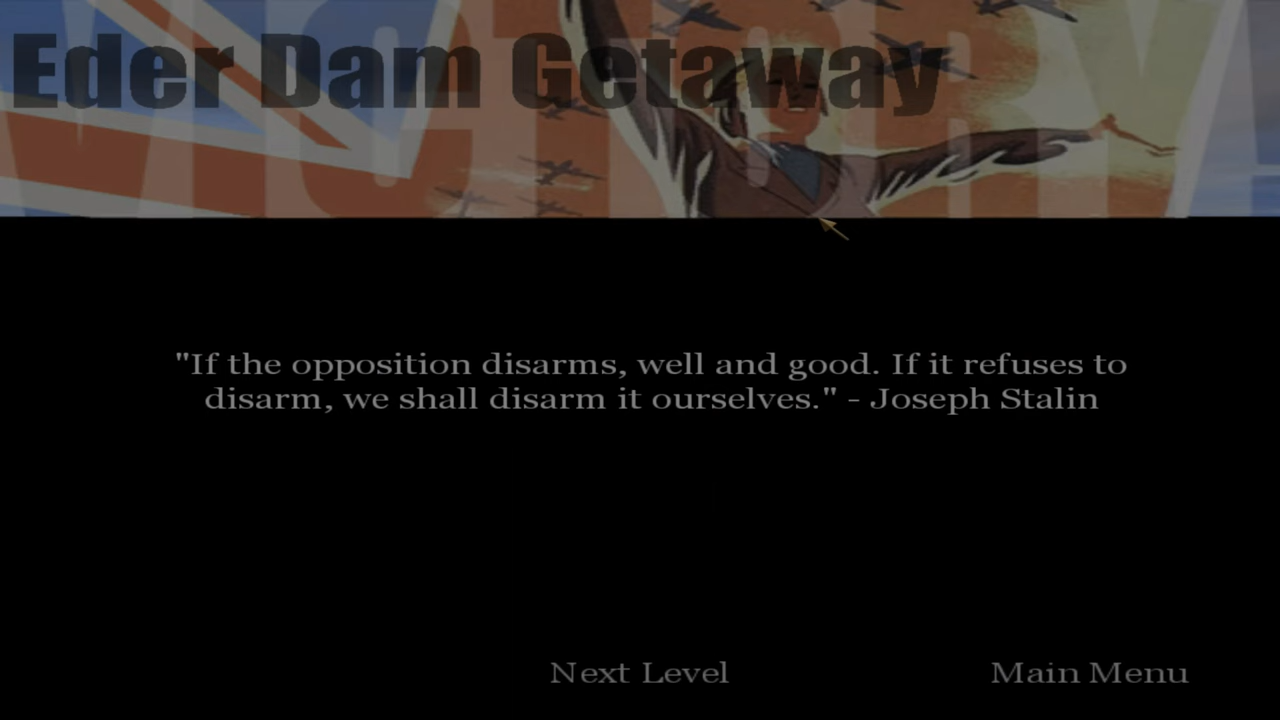 Eder Dam Getaway
VICTORY
"If the opposition disarms, well and good. If it refuses to
disarm, we shall disarm it ourselves." - Joseph Stalin
Next Level
Main Menu